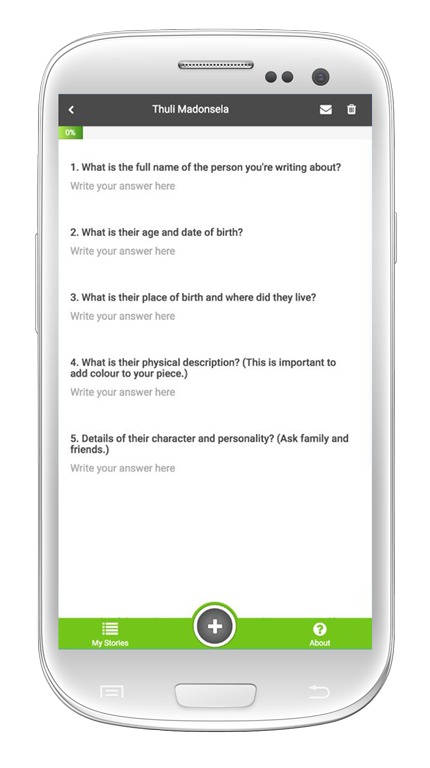 Thuli Madonsela
0%
1. What is the full name of the person you're writing about?
Write your answer here
2. What is their age and date of birth?
Write your answer here
3. What is their place of birth and where did they live?
Write your answer here
4. What is their physical description? (This is important to
add colour to your piece.)
Write your answer here
5. Details of their character and personality? (Ask family and
friends.)
Write your answer here
My Stories
About